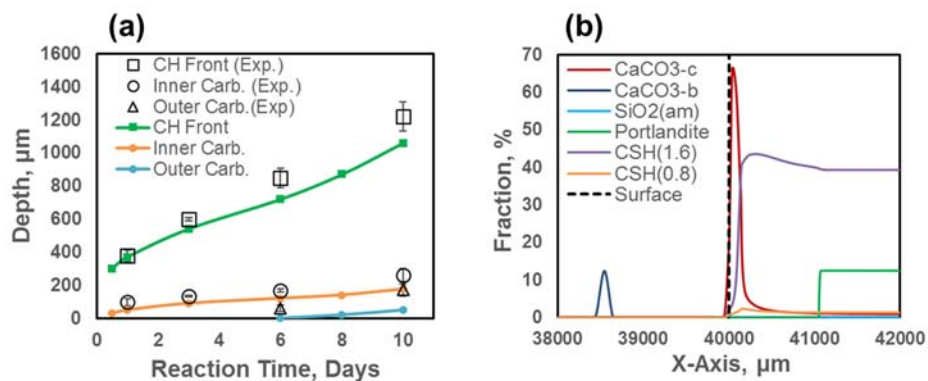 (a)
1600
1400
1200
1000
800
600
400
200
0
Depth, µm
CH Front (Exp.)
Inner Carb. (Exp.)
Outer Carb.(Exp)
CH Front
Inner Carb.
Outer Carb.
0 2 4 6 8 10
Reaction Time, Days
(b)
70
60
50
40
30
20
10
0
Fraction, %
CaCO3-c
CaCO3-b
SiO2(am)
Portlandite
CSH(1.6)
CSH(0.8)
Surface
38000 39000 40000 41000 42000
X-Axis, µm